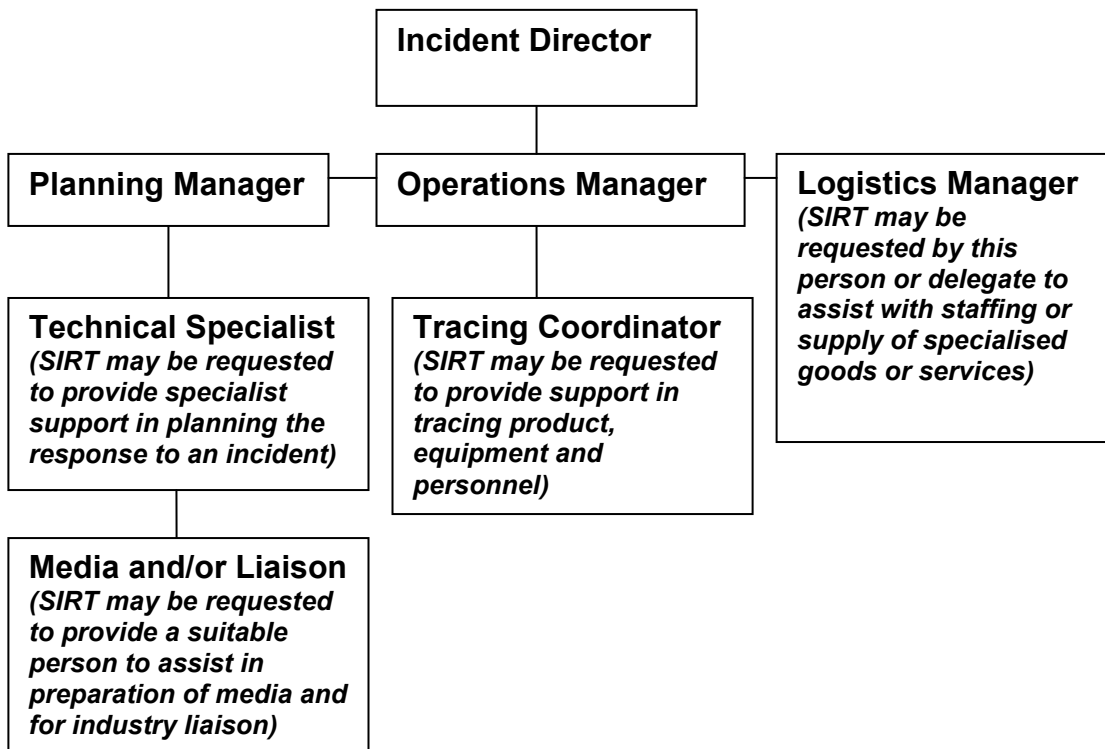 Incident Director
Planning Manager
Operations Manager
Logistics Manager
(SIRT may be
requested by this
person or delegate to
assist with staffing or
supply of specialised
goods or services)
Technical Specialist
(SIRT may be requested
to provide specialist
support in planning the
response to an incident)
Tracing Coordinator
(SIRT may be requested
to provide support in
tracing product,
equipment and
personnel)
Media and/or Liaison
(SIRT may be requested
to provide a suitable
person to assist in
preparation of media and
for industry liaison)